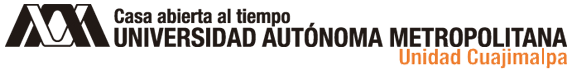 Casa abierta al tiempo
UNIVERSIDAD AUTÓNOMA METROPOLITANA
Unidad Cuajimalpa